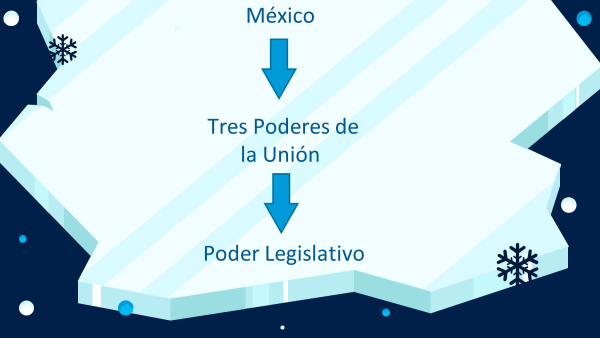 México
Tres Poderes de
la Unión
Poder Legislativo